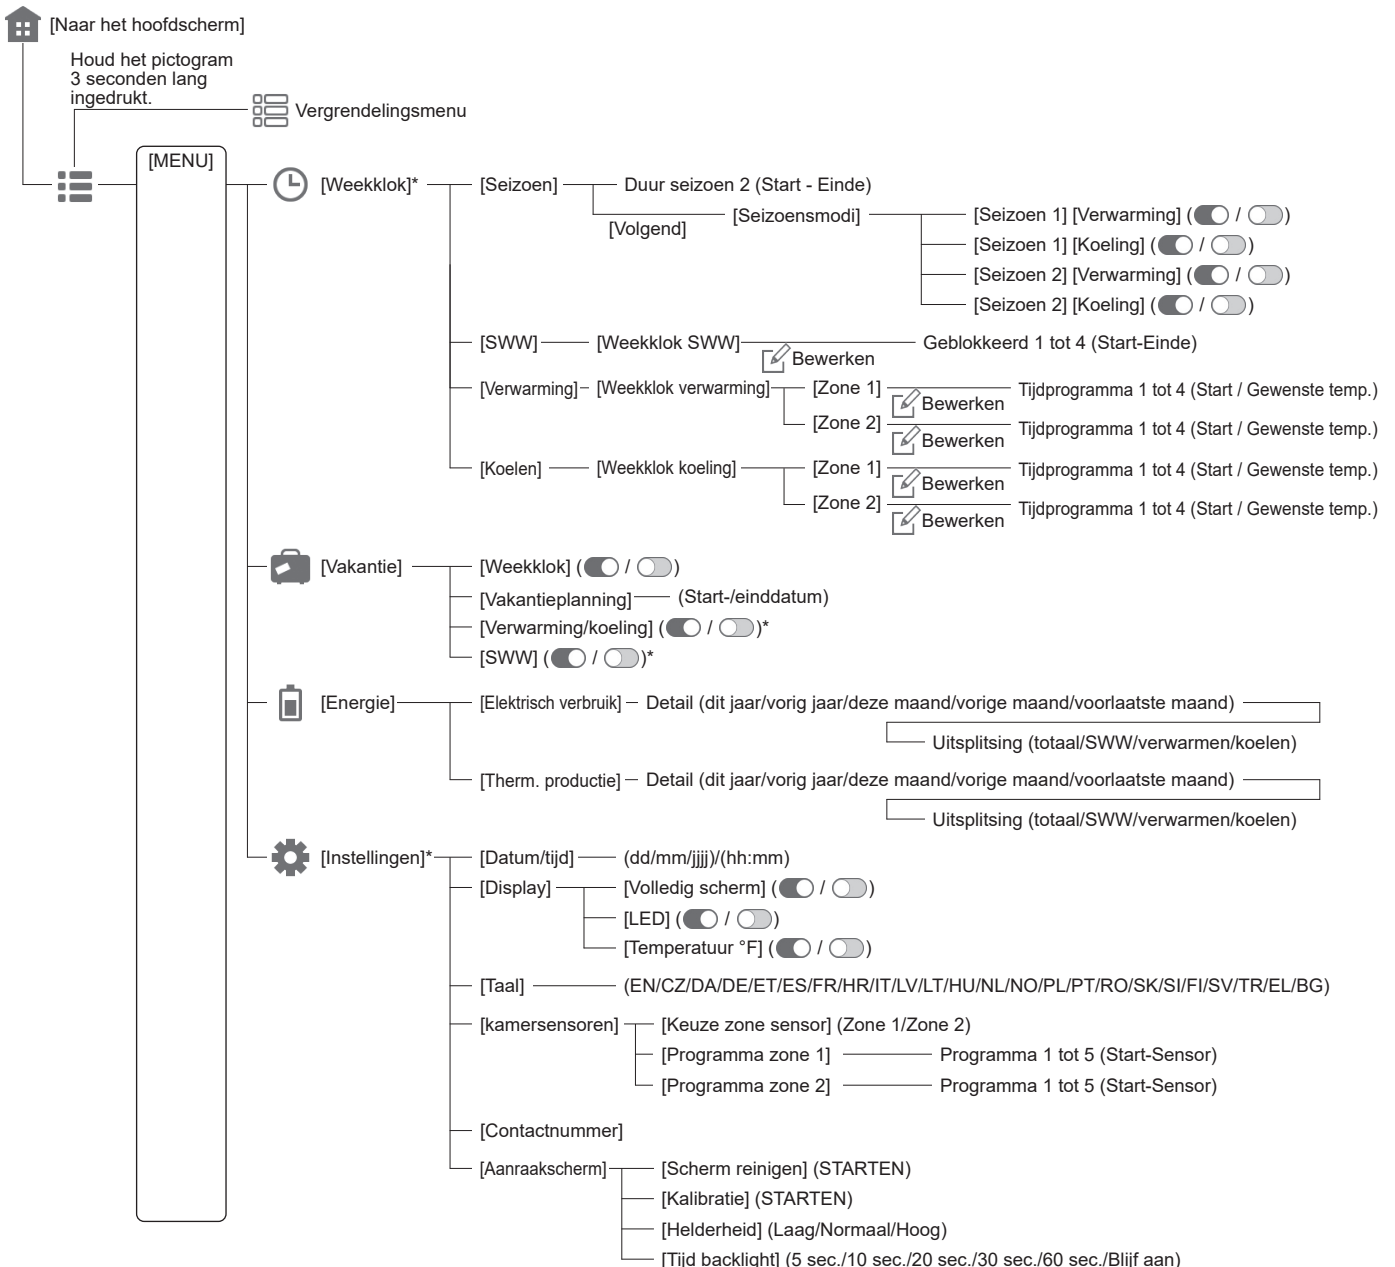 [Naar het hoofdscherm]
Houd het pictogram
3 seconden lang
ingedrukt.
Vergrendelingsmenu
[MENU]
[Weekklok]*
[Seizoen]
Duur seizoen 2 (Start - Einde)
[Volgend]
[Seizoensmodi]
[Seizoen 1] [Verwarming] ( / )
[Seizoen 1] [Koeling] ( / )
[Seizoen 2] [Verwarming] ( / )
[Seizoen 2] [Koeling] ( / )
[SWW]
[Weekklok SWW]
Bewerken
Geblokkeerd 1 tot 4 (Start-Einde)
[Verwarming]
[Weekklok verwarming]
[Zone 1]
Bewerken
Tijdprogramma 1 tot 4 (Start / Gewenste temp.)
[Zone 2]
Bewerken
Tijdprogramma 1 tot 4 (Start / Gewenste temp.)
[Koelen]
[Weekklok koeling]
[Zone 1]
Bewerken
Tijdprogramma 1 tot 4 (Start / Gewenste temp.)
[Zone 2]
Bewerken
Tijdprogramma 1 tot 4 (Start / Gewenste temp.)
[Vakantie]
[Weekklok] ( / )
[Vakantieplanning]
(Start-/einddatum)
[Verwarming/koeling] ( / )*
[SWW] ( / )*
[Energie]
[Elektrisch verbruik]
Detail (dit jaar/vorig jaar/deze maand/vorige maand/voorlaatste maand)
Uitsplitsing (totaal/SWW/verwarmen/koelen)
[Therm. productie]
Detail (dit jaar/vorig jaar/deze maand/vorige maand/voorlaatste maand)
Uitsplitsing (totaal/SWW/verwarmen/koelen)
[Instellingen]*
[Datum/tijd]
(dd/mm/jjjj)/(hh:mm)
[Display]
[Volledig scherm] ( / )
[LED] ( / )
[Temperatuur °F] ( / )
[Taal]
(EN/CZ/DA/DE/ET/ES/FR/HR/IT/LV/LT/HU/NL/NO/PL/PT/RO/SK/SI/FI/SV/TR/EL/BG)
[kamersensoren]
[Keuze zone sensor] (Zone 1/Zone 2)
[Programma zone 1]
Programma 1 tot 5 (Start-Sensor)
[Programma zone 2]
Programma 1 tot 5 (Start-Sensor)
[Contactnummer]
[Aanraakscherm]
[Scherm reinigen] (STARTEN)
[Kalibratie] (STARTEN)
[Helderheid] (Laag/Normaal/Hoog)
[Tijd backlight] (5 sec./10 sec./20 sec./30 sec./60 sec./Blijf aan)